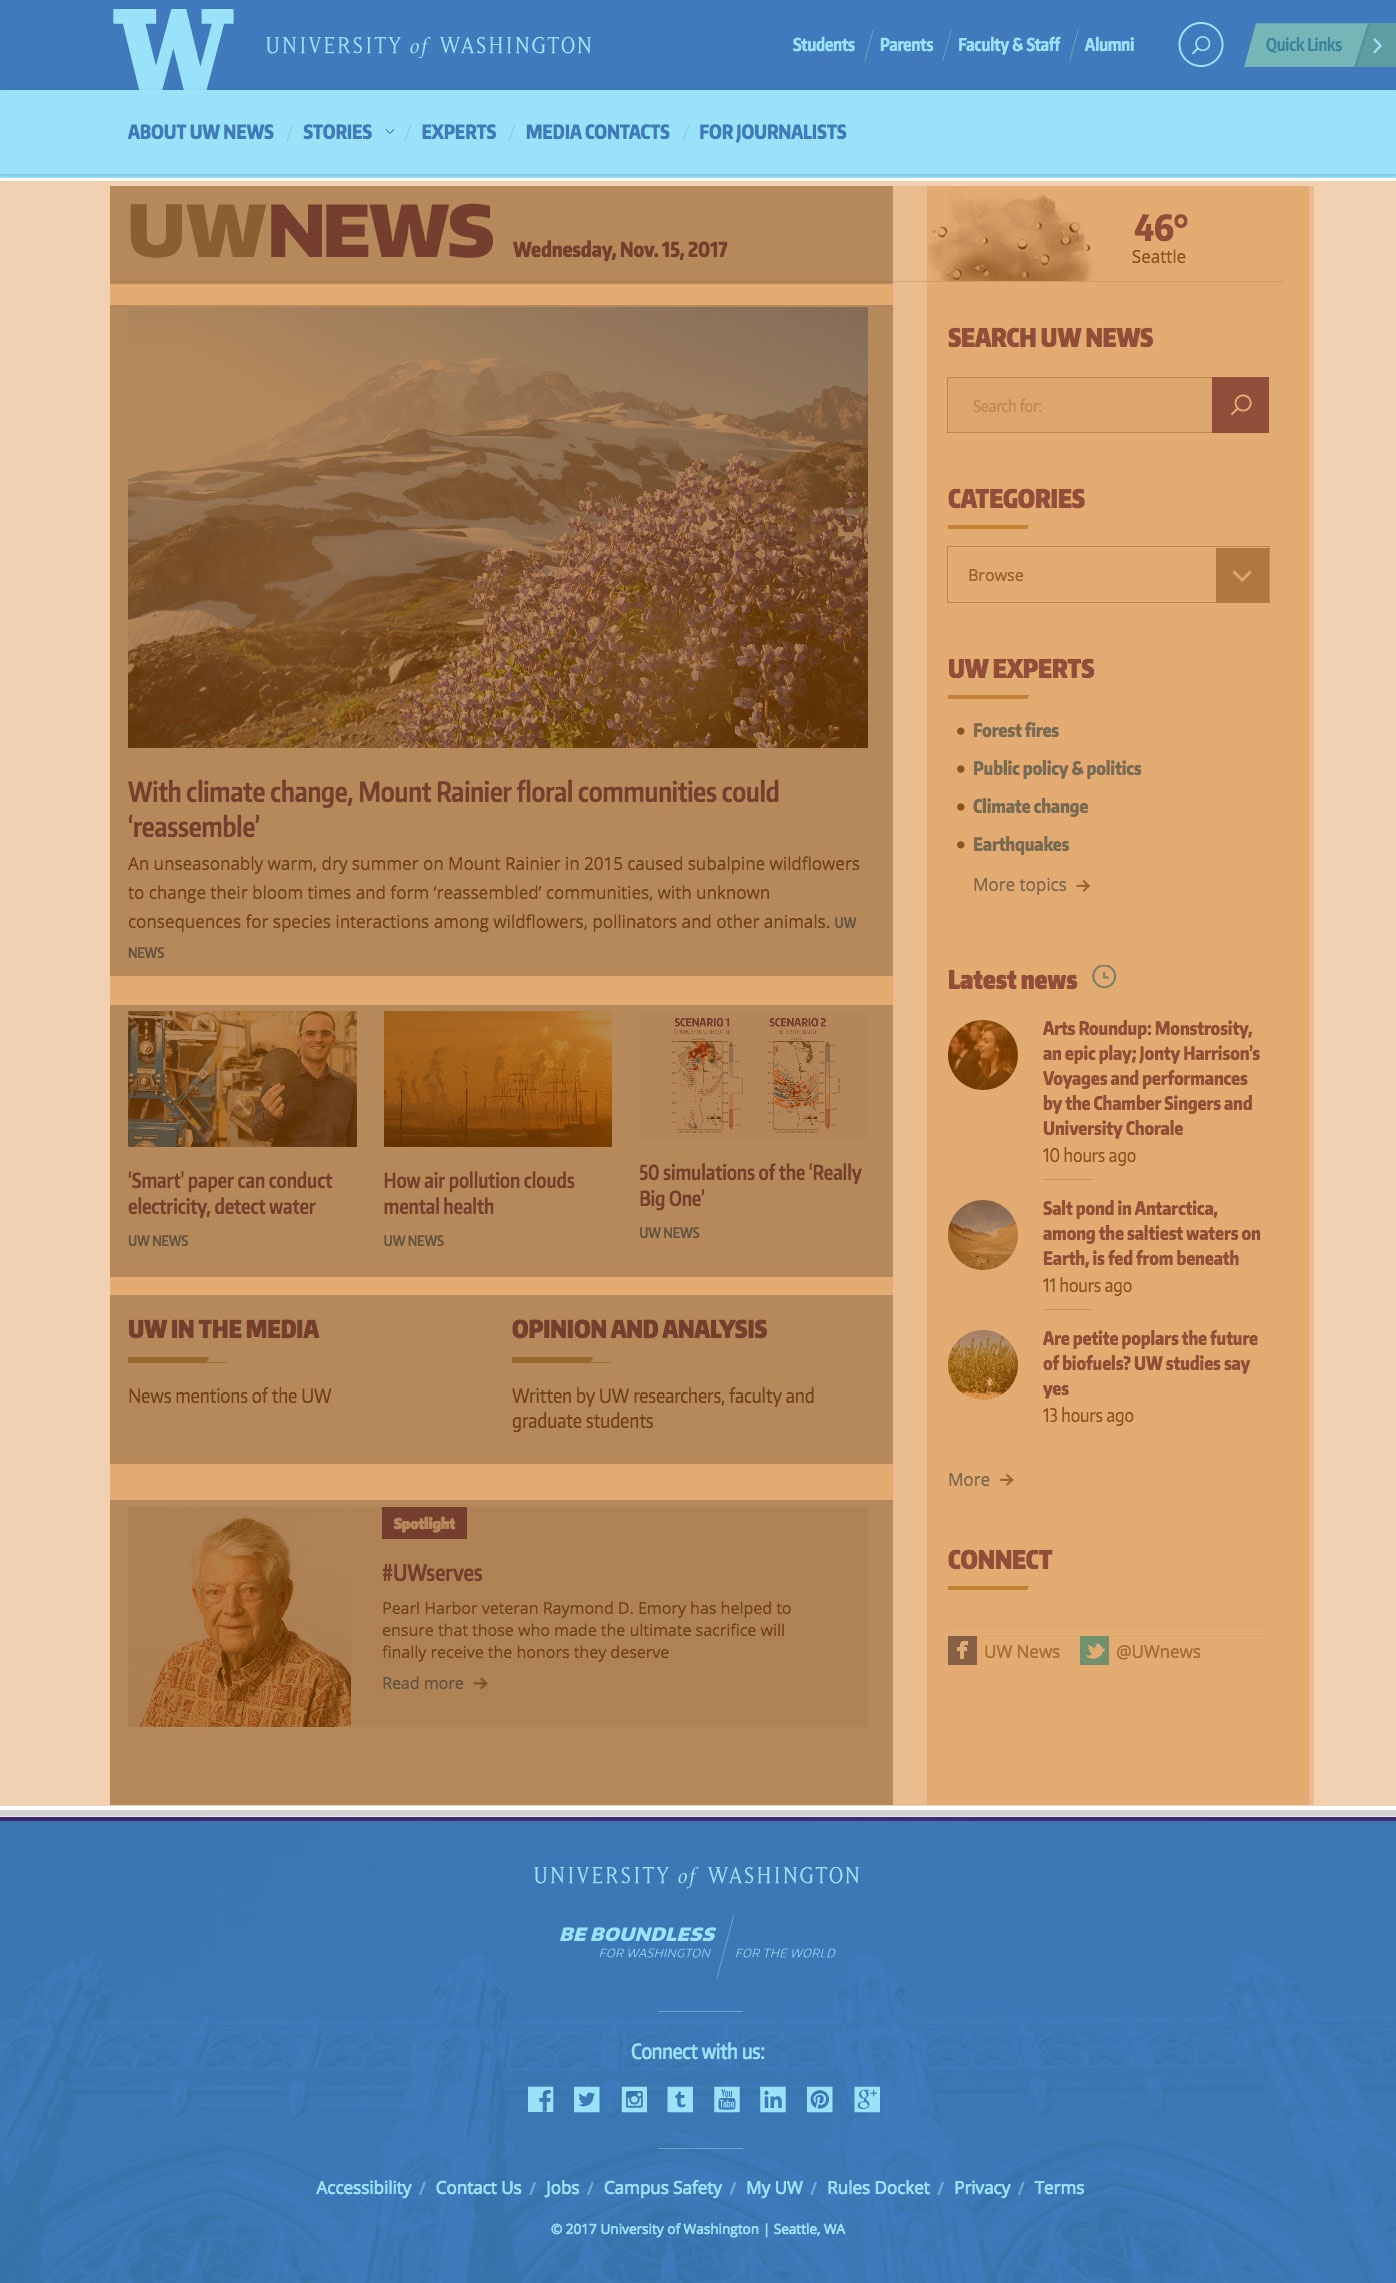 W UNIVERSITY of WASHINGTON
Students Parents Faculty & Staff Alumni
Quick Links
ABOUT UW NEWS / STORIES / EXPERTS / MEDIA CONTACTS / FOR JOURNALISTS
UWNEWS Wednesday, Nov. 15, 2017
46°
Seattle
With climate change, Mount Rainier floral communities could
‘reassemble’
An unseasonably warm, dry summer on Mount Rainier in 2015 caused subalpine wildflowers
to change their bloom times and form ‘reassembled’ communities, with unknown
consequences for species interactions among wildflowers, pollinators and other animals. UW
NEWS
SCENARIO 1
SCENARIO 2
‘Smart’ paper can conduct
electricity, detect water
UW NEWS
How air pollution clouds
mental health
UW NEWS
50 simulations of the ‘Really
Big One’
UW NEWS
UW IN THE MEDIA
News mentions of the UW
OPINION AND ANALYSIS
Written by UW researchers, faculty and
graduate students
Spotlight
#UWserves
Pearl Harbor veteran Raymond D. Emory has helped to
ensure that those who made the ultimate sacrifice will
finally receive the honors they deserve
Read more →
SEARCH UW NEWS
Search for:
CATEGORIES
Browse
UW EXPERTS
• Forest fires
• Public policy & politics
• Climate change
• Earthquakes
More topics →
Latest news
Arts Roundup: Monstrosity,
an epic play; Jonty Harrison’s
Voyages and performances
by the Chamber Singers and
University Chorale
10 hours ago
Salt pond in Antarctica,
among the saltiest waters on
Earth, is fed from beneath
11 hours ago
Are petite poplars the future
of biofuels? UW studies say
yes
13 hours ago
More →
CONNECT
f UW News
@UWnews
UNIVERSITY of WASHINGTON
BE BOUNDLESS
FOR WASHINGTON FOR THE WORLD
Connect with us:
f t You Tube in g+
Accessibility / Contact Us / Jobs / Campus Safety / My UW / Rules Docket / Privacy / Terms
© 2017 University of Washington | Seattle, WA